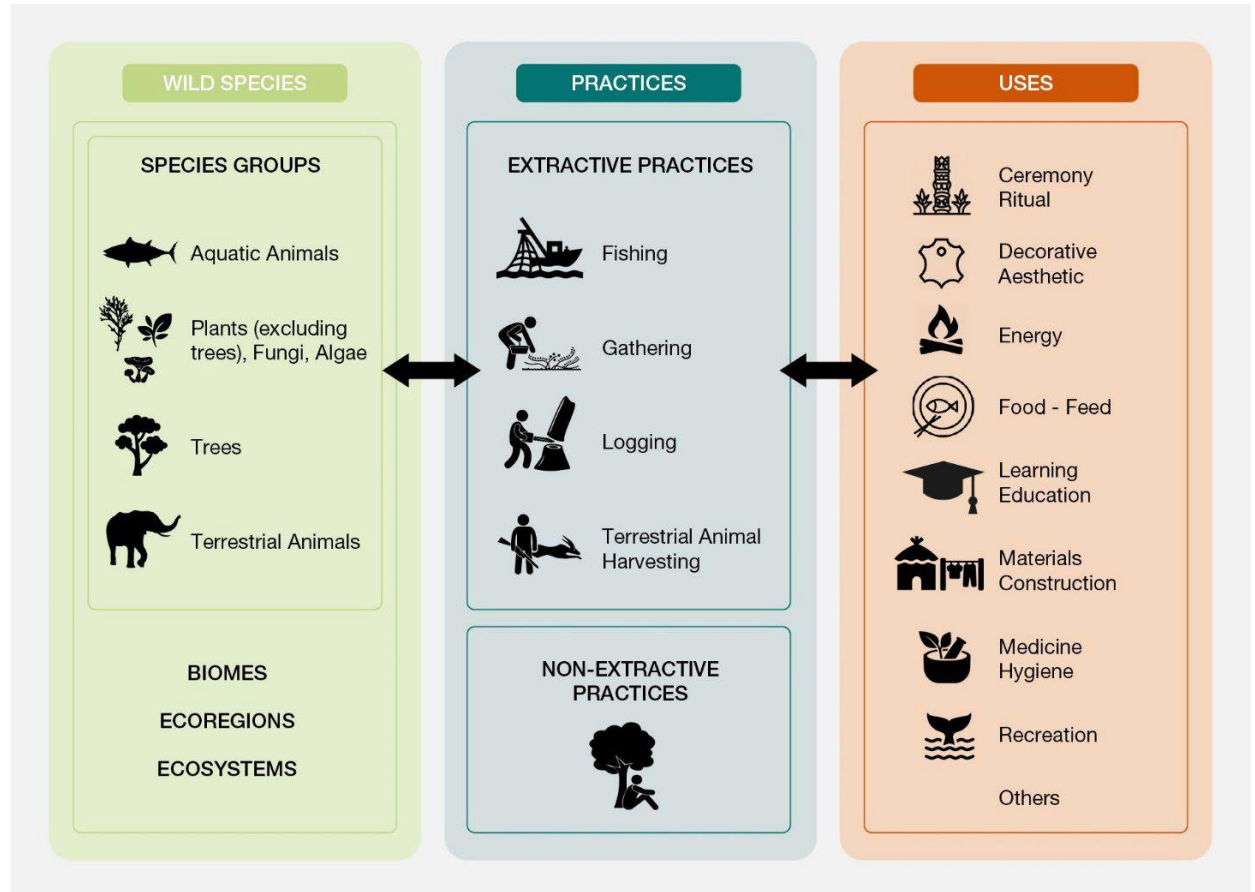 WILD SPECIES
SPECIES GROUPS
Aquatic Animals
Plants (excluding
trees), Fungi, Algae
Trees
Terrestrial Animals
BIOMES
ECOREGIONS
ECOSYSTEMS
PRACTICES
EXTRACTIVE PRACTICES
Fishing
Gathering
Logging
Terrestrial Animal
Harvesting
NON-EXTRACTIVE
PRACTICES
USES
Ceremony
Ritual
Decorative
Aesthetic
Energy
Food - Feed
Learning
Education
Materials
Construction
Medicine
Hygiene
Recreation
Others